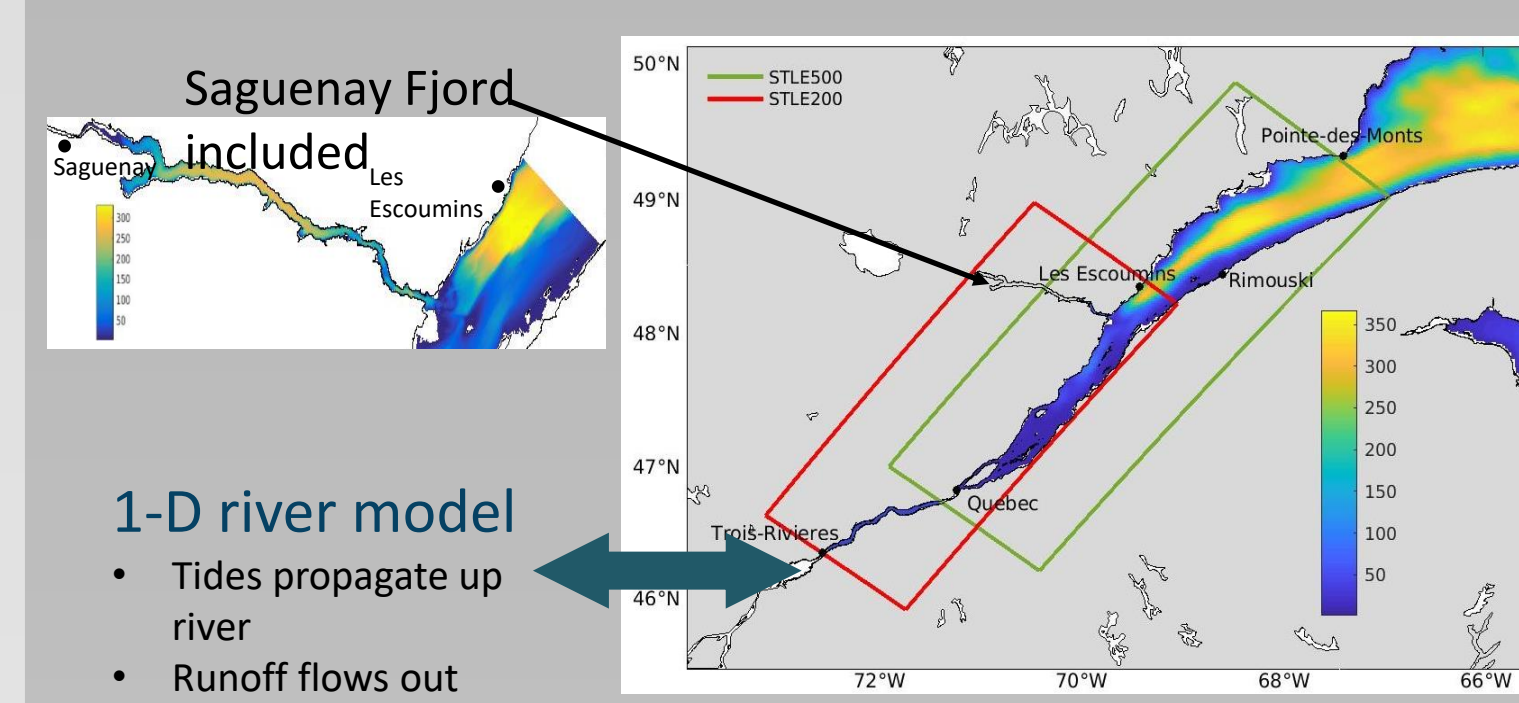 Saguenay Fjord
included
Saguenay
Les
Escoumins
300
250
200
150
100
50
1-D river model
• Tides propagate up
river
• Runoff flows out
50°N
49°N
48°N
47°N
46°N
STLE500
STLE200
Pointe-des-Monts
Les Escoumins
Rimouski
Quebec
Trois-Rivieres
350
300
250
200
150
100
50
72°W
70°W
68°W
66°W